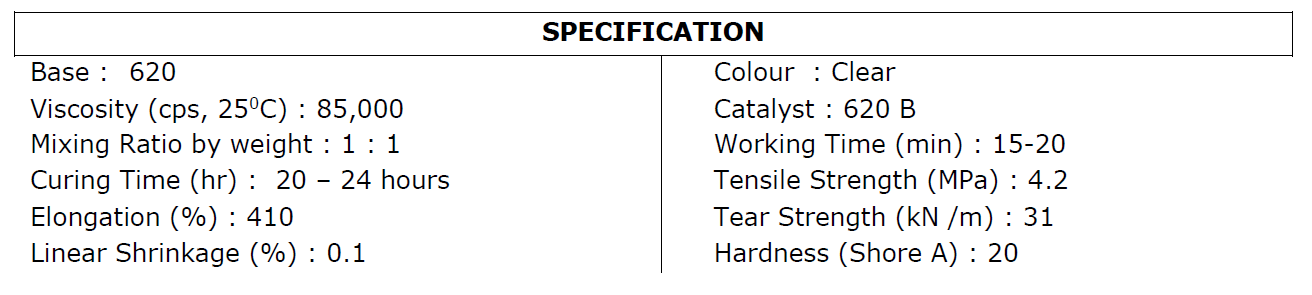 SPECIFICATION
Base :  620
Viscosity (cps, 25⁰C) : 85,000
Mixing Ratio by weight : 1 : 1
Curing Time (hr) :  20 – 24 hours
Elongation (%) : 410
Linear Shrinkage (%) : 0.1
Colour  : Clear
Catalyst : 620 B
Working Time (min) : 15-20
Tensile Strength (MPa) : 4.2
Tear Strength (kN /m) : 31
Hardness (Shore A) : 20